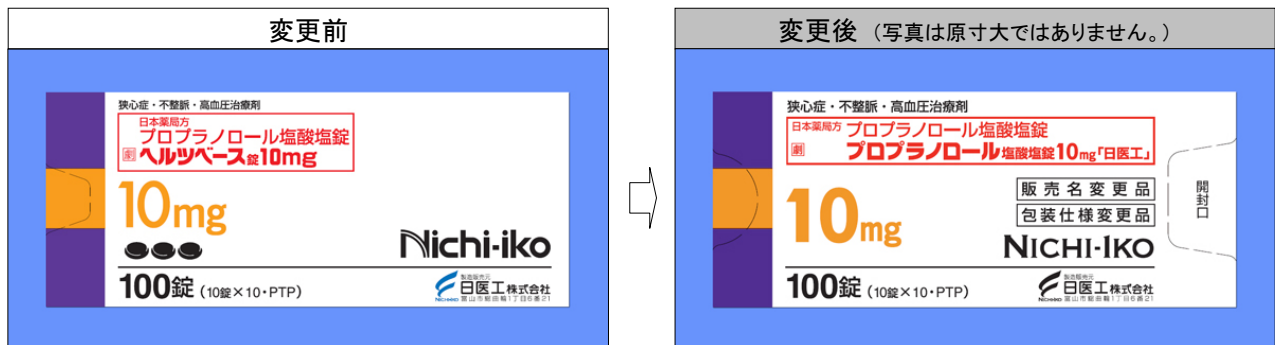 変更前
狭心症・不整脈・高血圧治療剤
日本薬局方
プロプラノロール塩酸塩錠
劇 ヘルツベース錠10mg
10mg
Nichi-iko
100錠 (10錠×10・PTP)
製造販売元
日医工株式会社
NICHI-IKO 富山市総曲輪1丁目6番21
変更後 (写真は原寸大ではありません。)
狭心症・不整脈・高血圧治療剤
日本薬局方 プロプラノロール塩酸塩錠
劇 プロプラノロール塩酸塩錠10mg「日医工」
10mg
販売名変更品
包装仕様変更品
開封口
NICHI-IKO
100錠 (10錠×10・PTP)
製造販売元
日医工株式会社
NICHI-IKO 富山市総曲輪1丁目6番21